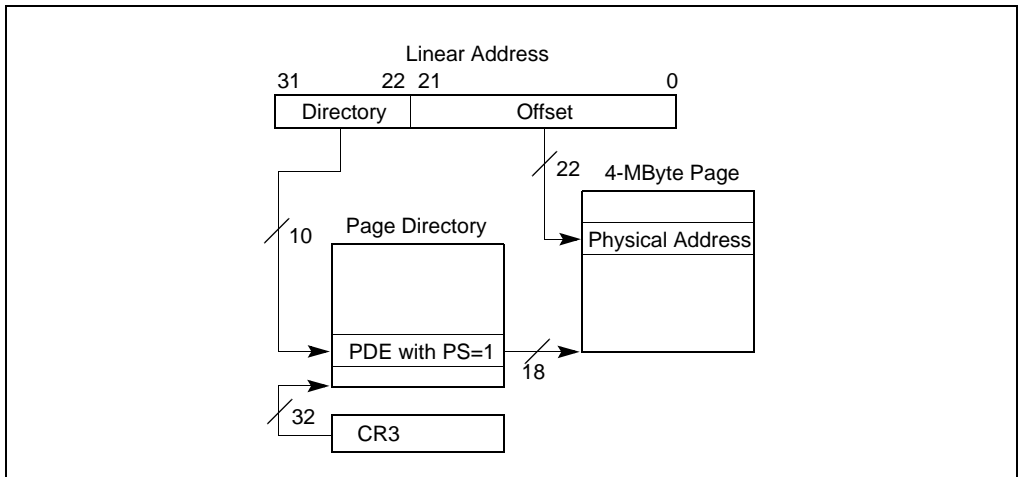 Linear Address
31 22 21 0
Directory Offset
22
4-MByte Page
10
Page Directory
Physical Address
PDE with PS=1
18
32
CR3